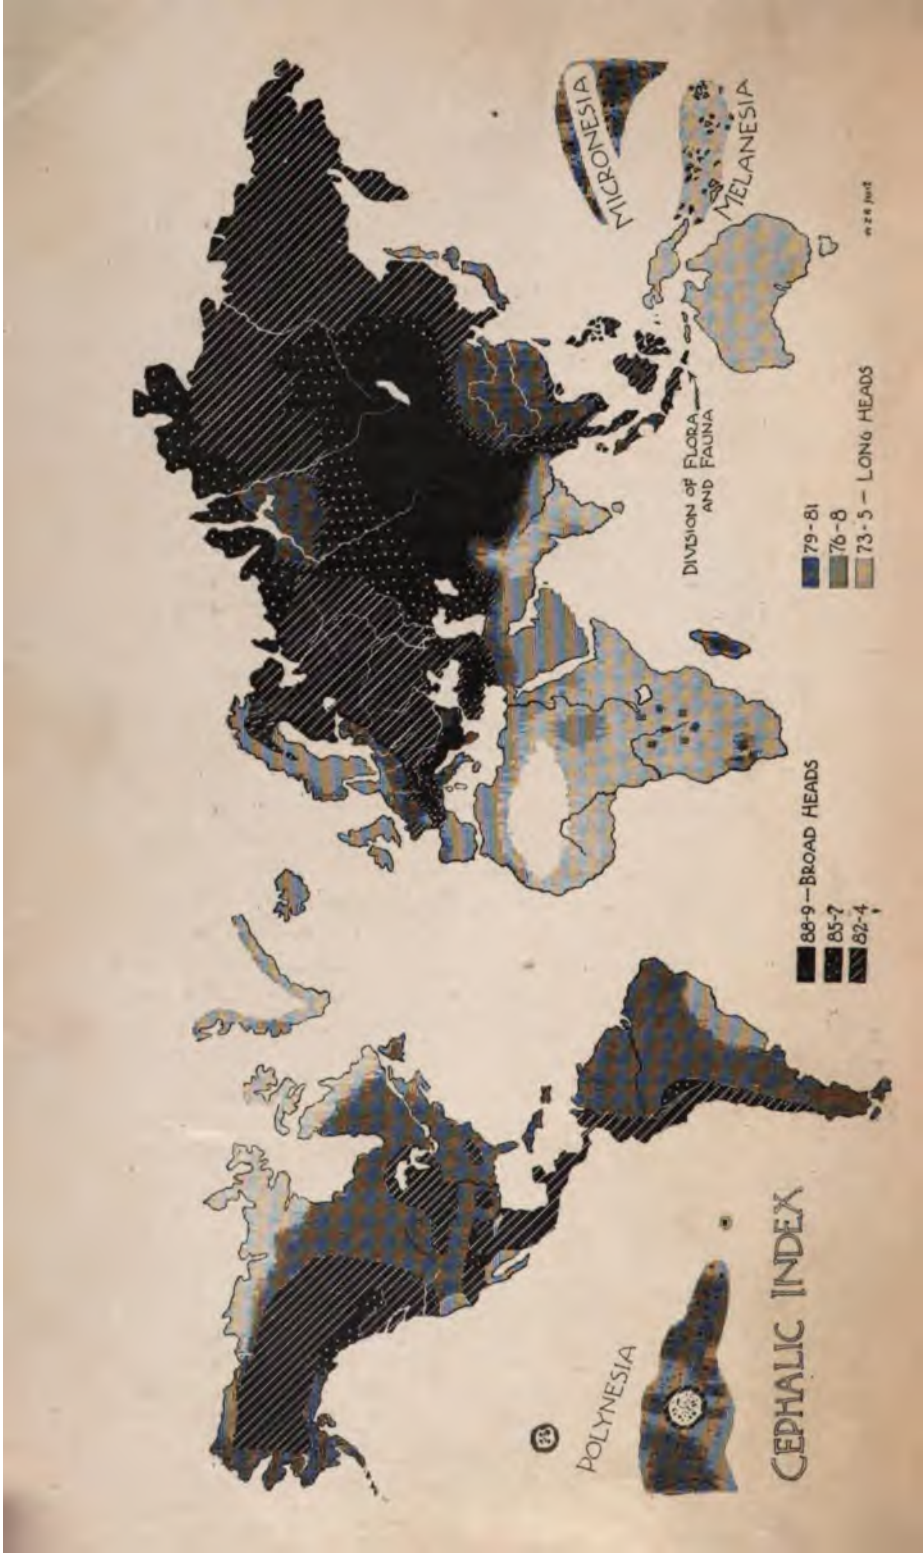 MICRONESIA
MELANESIA
DIVISION OF FLORA
AND FAUNA
POLYNESIA
CEPHALIC INDEX
88-9—BROAD HEADS
85-7
82-4
79-81
76-8
73-5—LONG HEADS